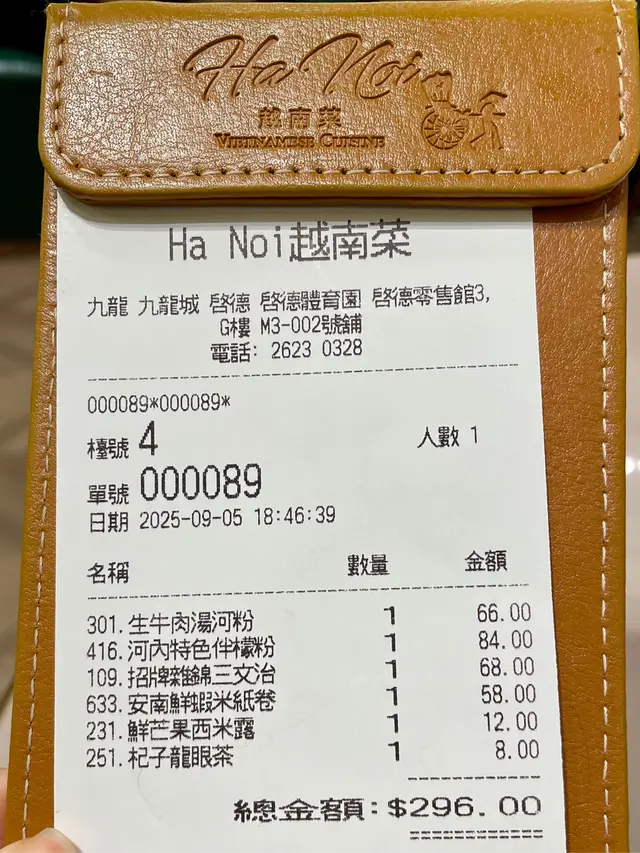 Ha Noi
越南菜
VIETNAMESE CUISINE
Ha Noi越南菜
九龍 九龍城 啓德 啓德體育園 啓德零售館3,
G樓 M3-002號舖
電話: 2623 0328
000089*000089*
檯號 4 人數 1
單號 000089
日期 2025-09-05 18:46:39
名稱 數量 金額
301. 生牛肉湯河粉 1 66.00
416. 河內特色伴檬粉 1 84.00
109. 招牌雜錦三文治 1 68.00
633. 安南鮮蝦米紙卷 1 58.00
231. 鮮芒果西米露 1 12.00
251. 杞子龍眼茶 1 8.00
總金額: $296.00